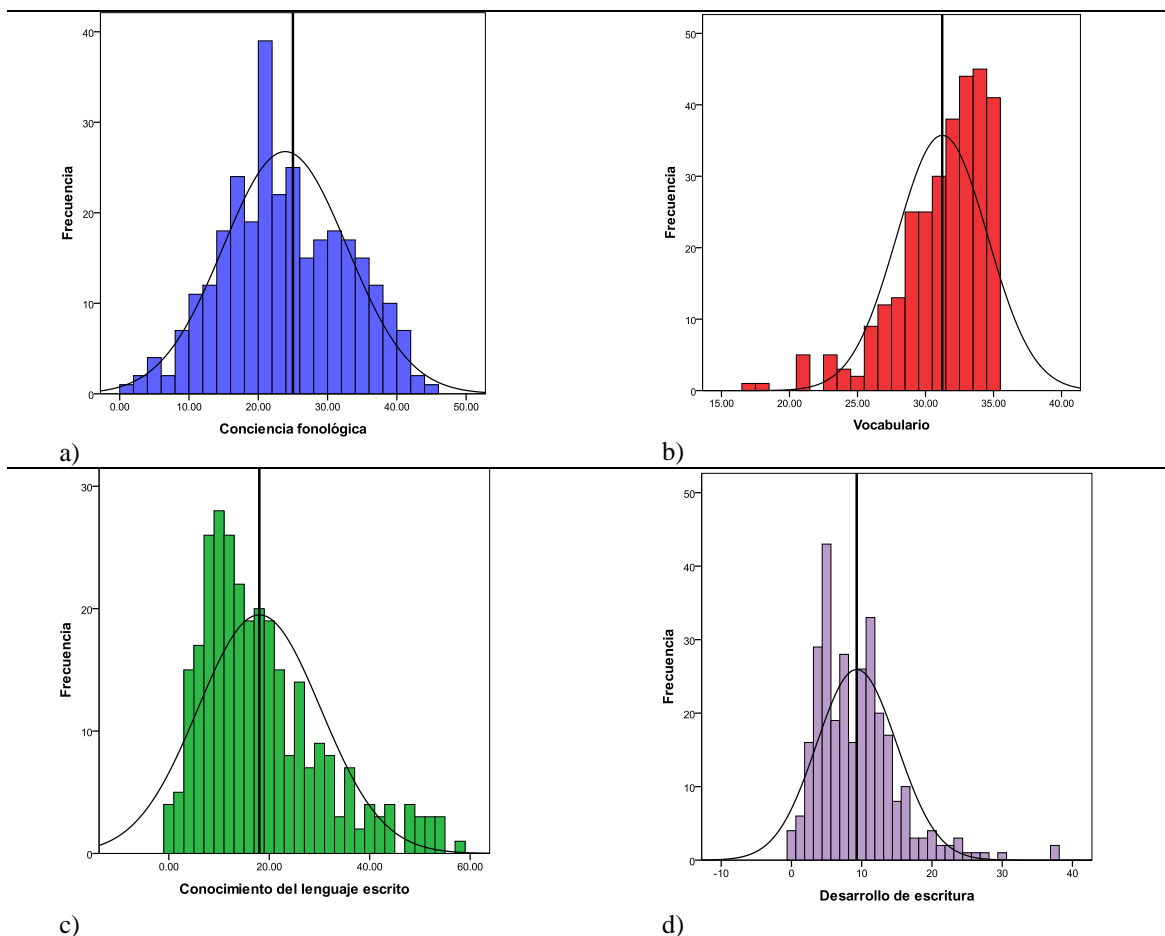 40
30
20
10
0
Frecuencia
0.00 10.00 20.00 30.00 40.00 50.00
Conciencia fonológica
a)
50
40
30
20
10
0
Frecuencia
15.00 20.00 25.00 30.00 35.00 40.00
Vocabulario
b)
30
20
10
0
Frecuencia
0.00 20.00 40.00 60.00
Conocimiento del lenguaje escrito
c)
50
40
30
20
10
0
Frecuencia
-10 0 10 20 30 40
Desarrollo de escritura
d)